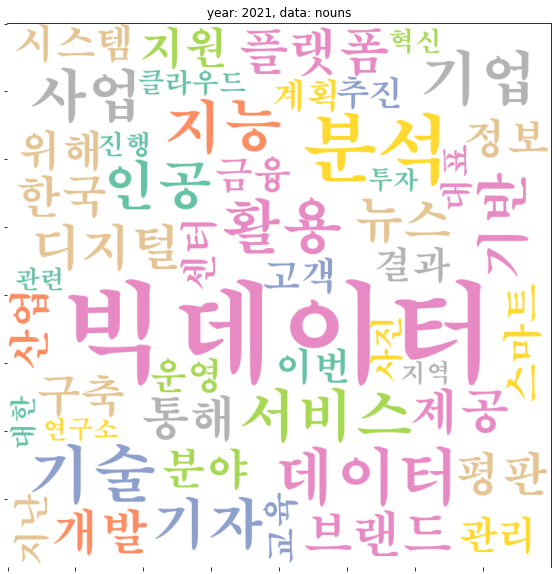 year: 2021, data: nouns
시스템 지원 플랫폼 혁신
사업 클라우드 계획 추진 기업
지능 분석 정보
위해 진행 인공 금융 투자 대표
한국 센터 활용 뉴스 기반
디지털 고객 결과
관련
산업 빅데이터 스마트
운영 이번 사진 지역
구축 통해 서비스 제공
대한 연구소
기술 분야 데이터 평판
지난 개발 기자 교육 브랜드 관리